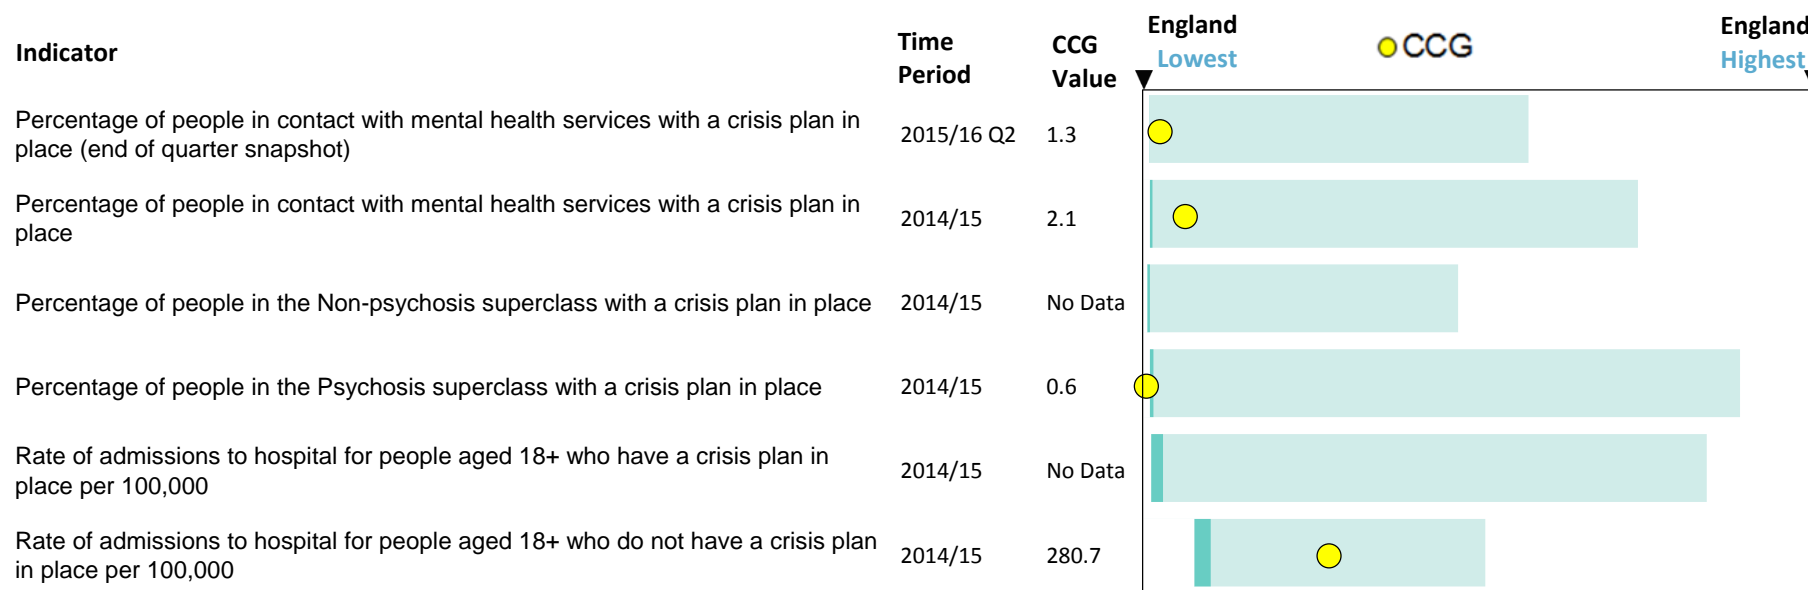 Indicator
Time Period
CCG Value
England Lowest
CCG
England Highest
Percentage of people in contact with mental health services with a crisis plan in
place (end of quarter snapshot)
2015/16 Q2
1.3
Percentage of people in contact with mental health services with a crisis plan in
place
2014/15
2.1
Percentage of people in the Non-psychosis superclass with a crisis plan in place
2014/15
No Data
Percentage of people in the Psychosis superclass with a crisis plan in place
2014/15
0.6
Rate of admissions to hospital for people aged 18+ who have a crisis plan in
place per 100,000
2014/15
No Data
Rate of admissions to hospital for people aged 18+ who do not have a crisis plan
in place per 100,000
2014/15
280.7